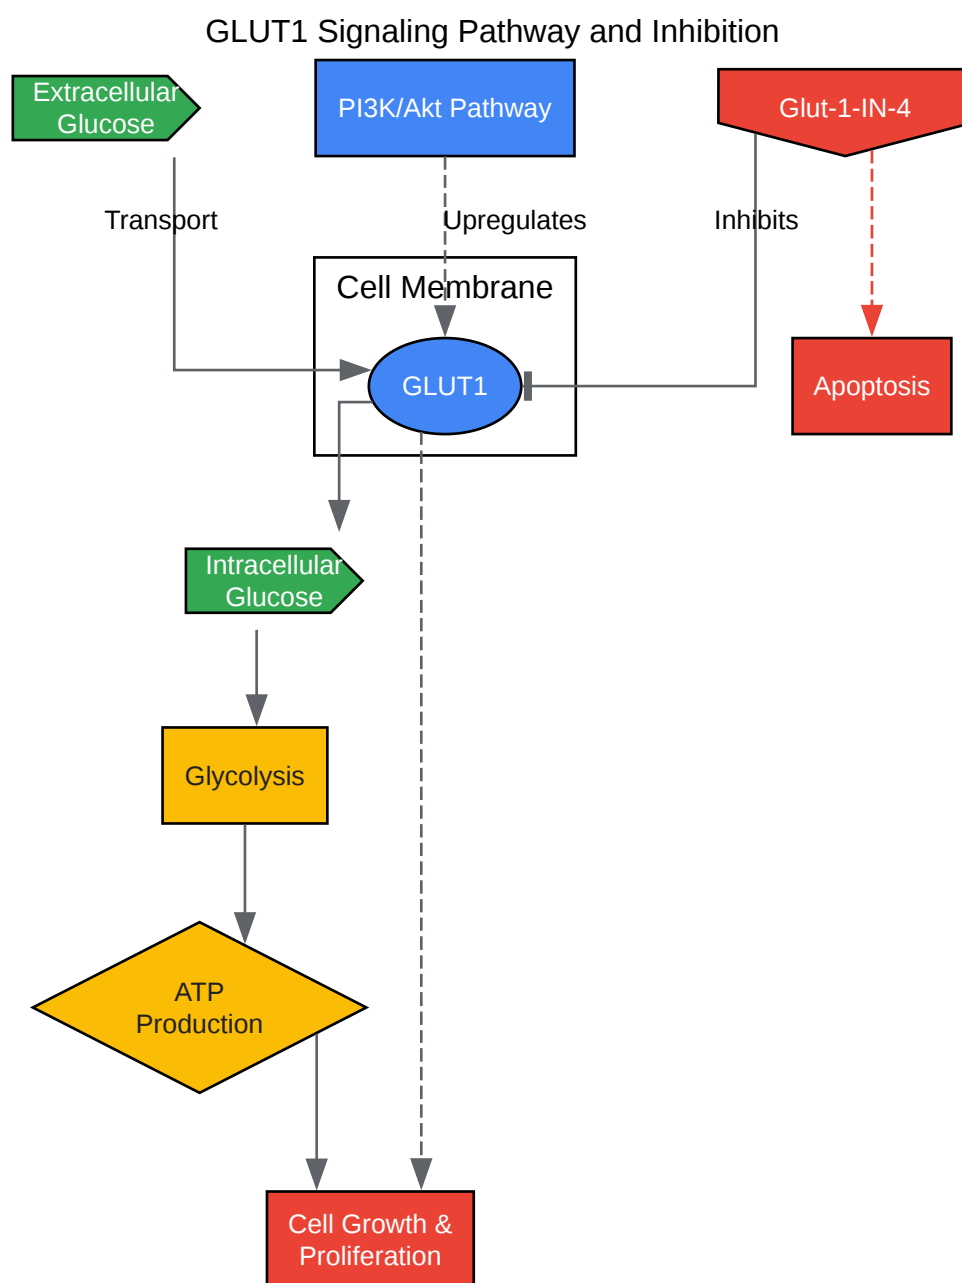 GLUT1 Signaling Pathway and Inhibition
Extracellular
Glucose
PI3K/Akt Pathway
Glut-1-IN-4
Transport
Upregulates
Inhibits
Cell Membrane
GLUT1
Apoptosis
Intracellular
Glucose
Glycolysis
ATP
Production
Cell Growth &
Proliferation